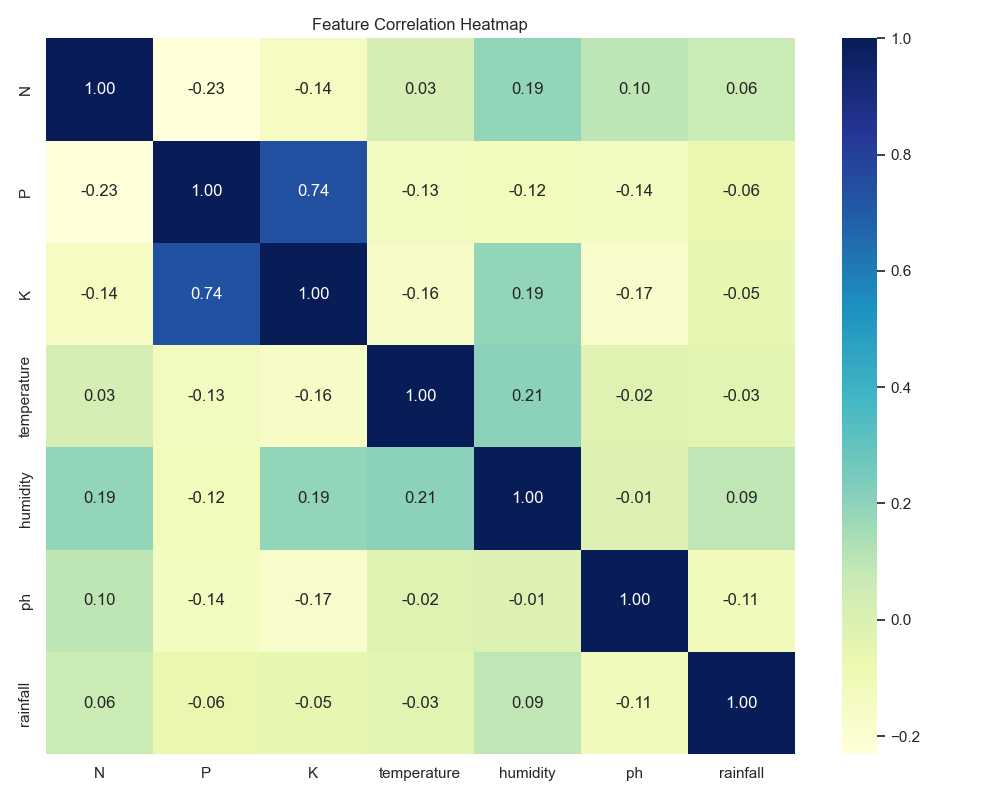 Feature Correlation Heatmap
N 1.00 -0.23 -0.14 0.03 0.19 0.10 0.06
P -0.23 1.00 0.74 -0.13 -0.12 -0.14 -0.06
K -0.14 0.74 1.00 -0.16 0.19 -0.17 -0.05
temperature 0.03 -0.13 -0.16 1.00 0.21 -0.02 -0.03
humidity 0.19 -0.12 0.19 0.21 1.00 -0.01 0.09
ph 0.10 -0.14 -0.17 -0.02 -0.01 1.00 -0.11
rainfall 0.06 -0.06 -0.05 -0.03 0.09 -0.11 1.00
N P K temperature humidity ph rainfall
1.0
0.8
0.6
0.4
0.2
0.0
−0.2